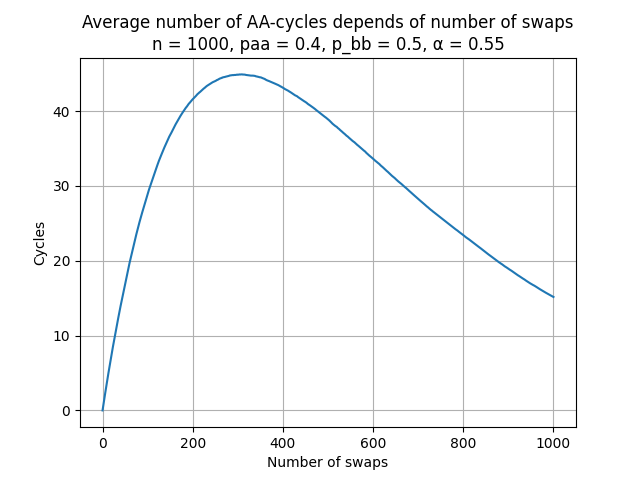 Average number of AA-cycles depends of number of swaps
n = 1000, paa = 0.4, p_bb = 0.5, α = 0.55
40
30
20
10
0
Cycles
0 200 400 600 800 1000
Number of swaps